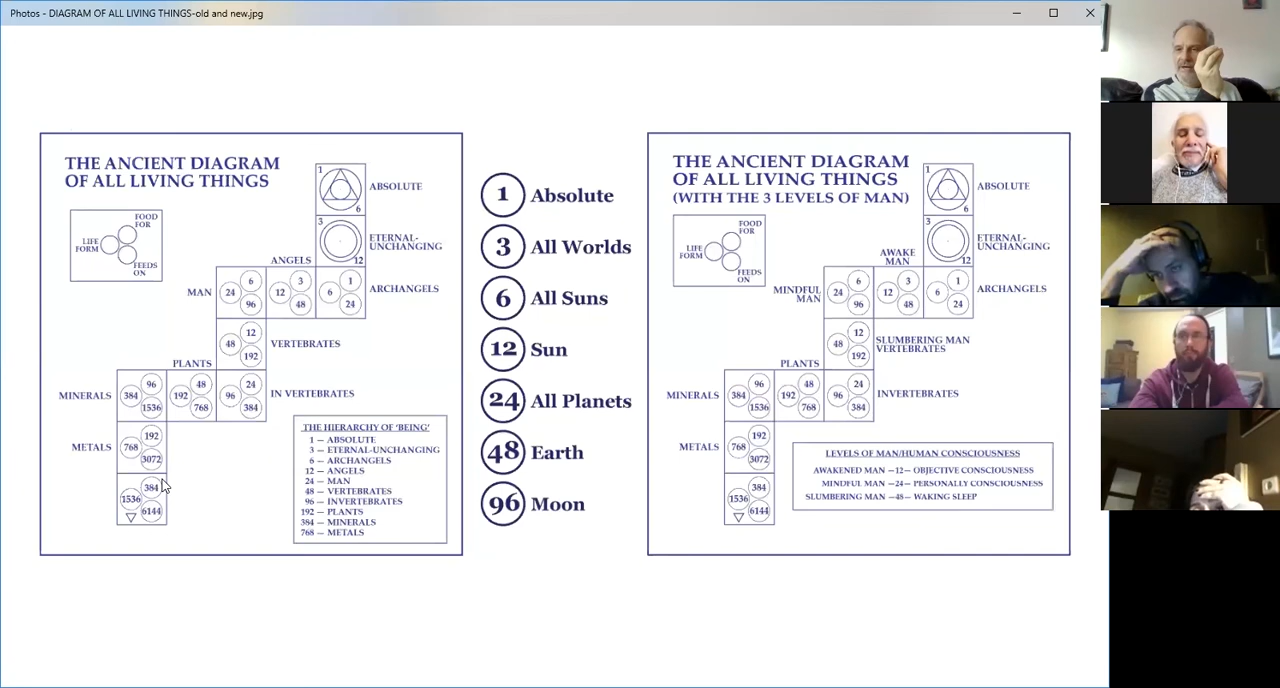 Photos - DIAGRAM OF ALL LIVING THINGS-old and new.jpg
THE ANCIENT DIAGRAM
OF ALL LIVING THINGS
LIFE
FORM
FOOD
FOR
FEEDS
ON
1
6
ABSOLUTE
3
12
ETERNAL-
UNCHANGING
ANGELS
MAN
24
6
96
12
3
48
6
1
24
ARCHANGELS
48
12
192
VERTEBRATES
PLANTS
MINERALS
384
96
1536
192
48
768
96
24
384
IN VERTEBRATES
METALS
768
192
3072
1536
384
6144
THE HIERARCHY OF 'BEING'
1 — ABSOLUTE
3 — ETERNAL-UNCHANGING
6 — ARCHANGELS
12 — ANGELS
24 — MAN
48 — VERTEBRATES
96 — INVERTEBRATES
192 — PLANTS
384 — MINERALS
768 — METALS
1 Absolute
3 All Worlds
6 All Suns
12 Sun
24 All Planets
48 Earth
96 Moon
THE ANCIENT DIAGRAM
OF ALL LIVING THINGS
(WITH THE 3 LEVELS OF MAN)
LIFE
FORM
FOOD
FOR
FEEDS
ON
1
6
ABSOLUTE
3
12
ETERNAL-
UNCHANGING
AWAKE
MAN
MINDFUL
MAN
24
6
96
12
3
48
6
1
24
ARCHANGELS
48
12
192
SLUMBERING MAN
VERTEBRATES
PLANTS
MINERALS
384
96
1536
192
48
768
96
24
384
INVERTEBRATES
METALS
768
192
3072
1536
384
6144
LEVELS OF MAN/HUMAN CONSCIOUSNESS
AWAKENED MAN —12— OBJECTIVE CONSCIOUSNESS
MINDFUL MAN —24— PERSONALLY CONSCIOUSNESS
SLUMBERING MAN —48— WAKING SLEEP